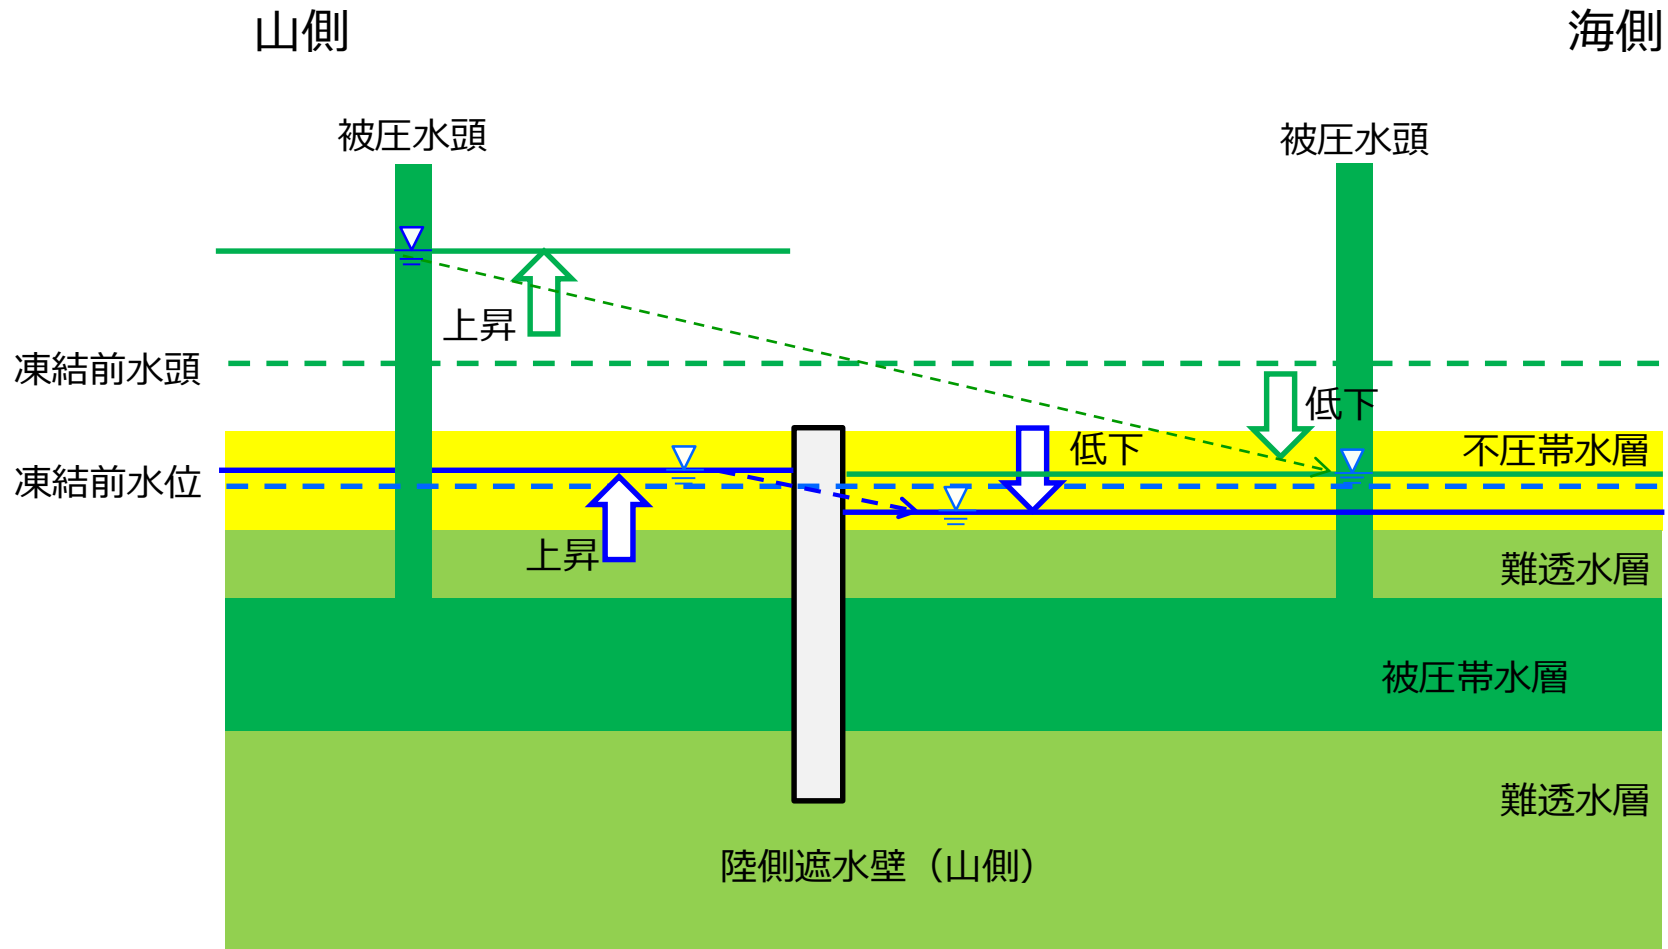 山側
海側
被圧水頭
被圧水頭
上昇
凍結前水頭
低下
低下
不圧帯水層
凍結前水位
上昇
難透水層
被圧帯水層
難透水層
陸側遮水壁（山側）